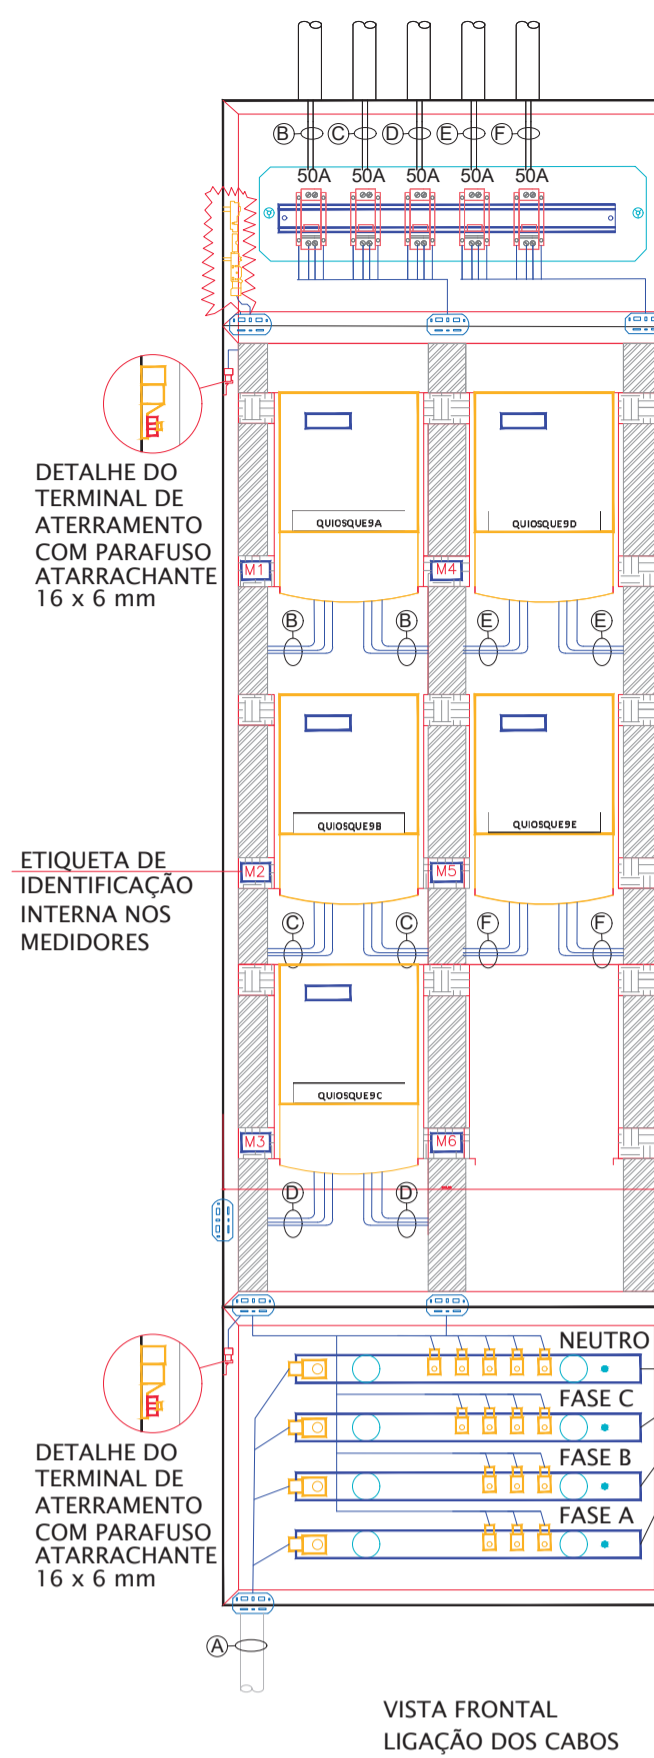 B C D E F
50A 50A 50A 50A 50A
DETALHE DO
TERMINAL DE
ATERRAMENTO
COM PARAFUSO
ATARRACHANTE
16 x 6 mm
QUIOSQUE9A QUIOSQUE9D
M1 M4
B B E E
QUIOSQUE9B QUIOSQUE9E
ETIQUETA DE
IDENTIFICAÇÃO
INTERNA NOS
MEDIDORES
M2 M5
C C F F
QUIOSQUE9C
M3 M6
D D
NEUTRO
FASE C
FASE B
FASE A
DETALHE DO
TERMINAL DE
ATERRAMENTO
COM PARAFUSO
ATARRACHANTE
16 x 6 mm
A
VISTA FRONTAL
LIGAÇÃO DOS CABOS